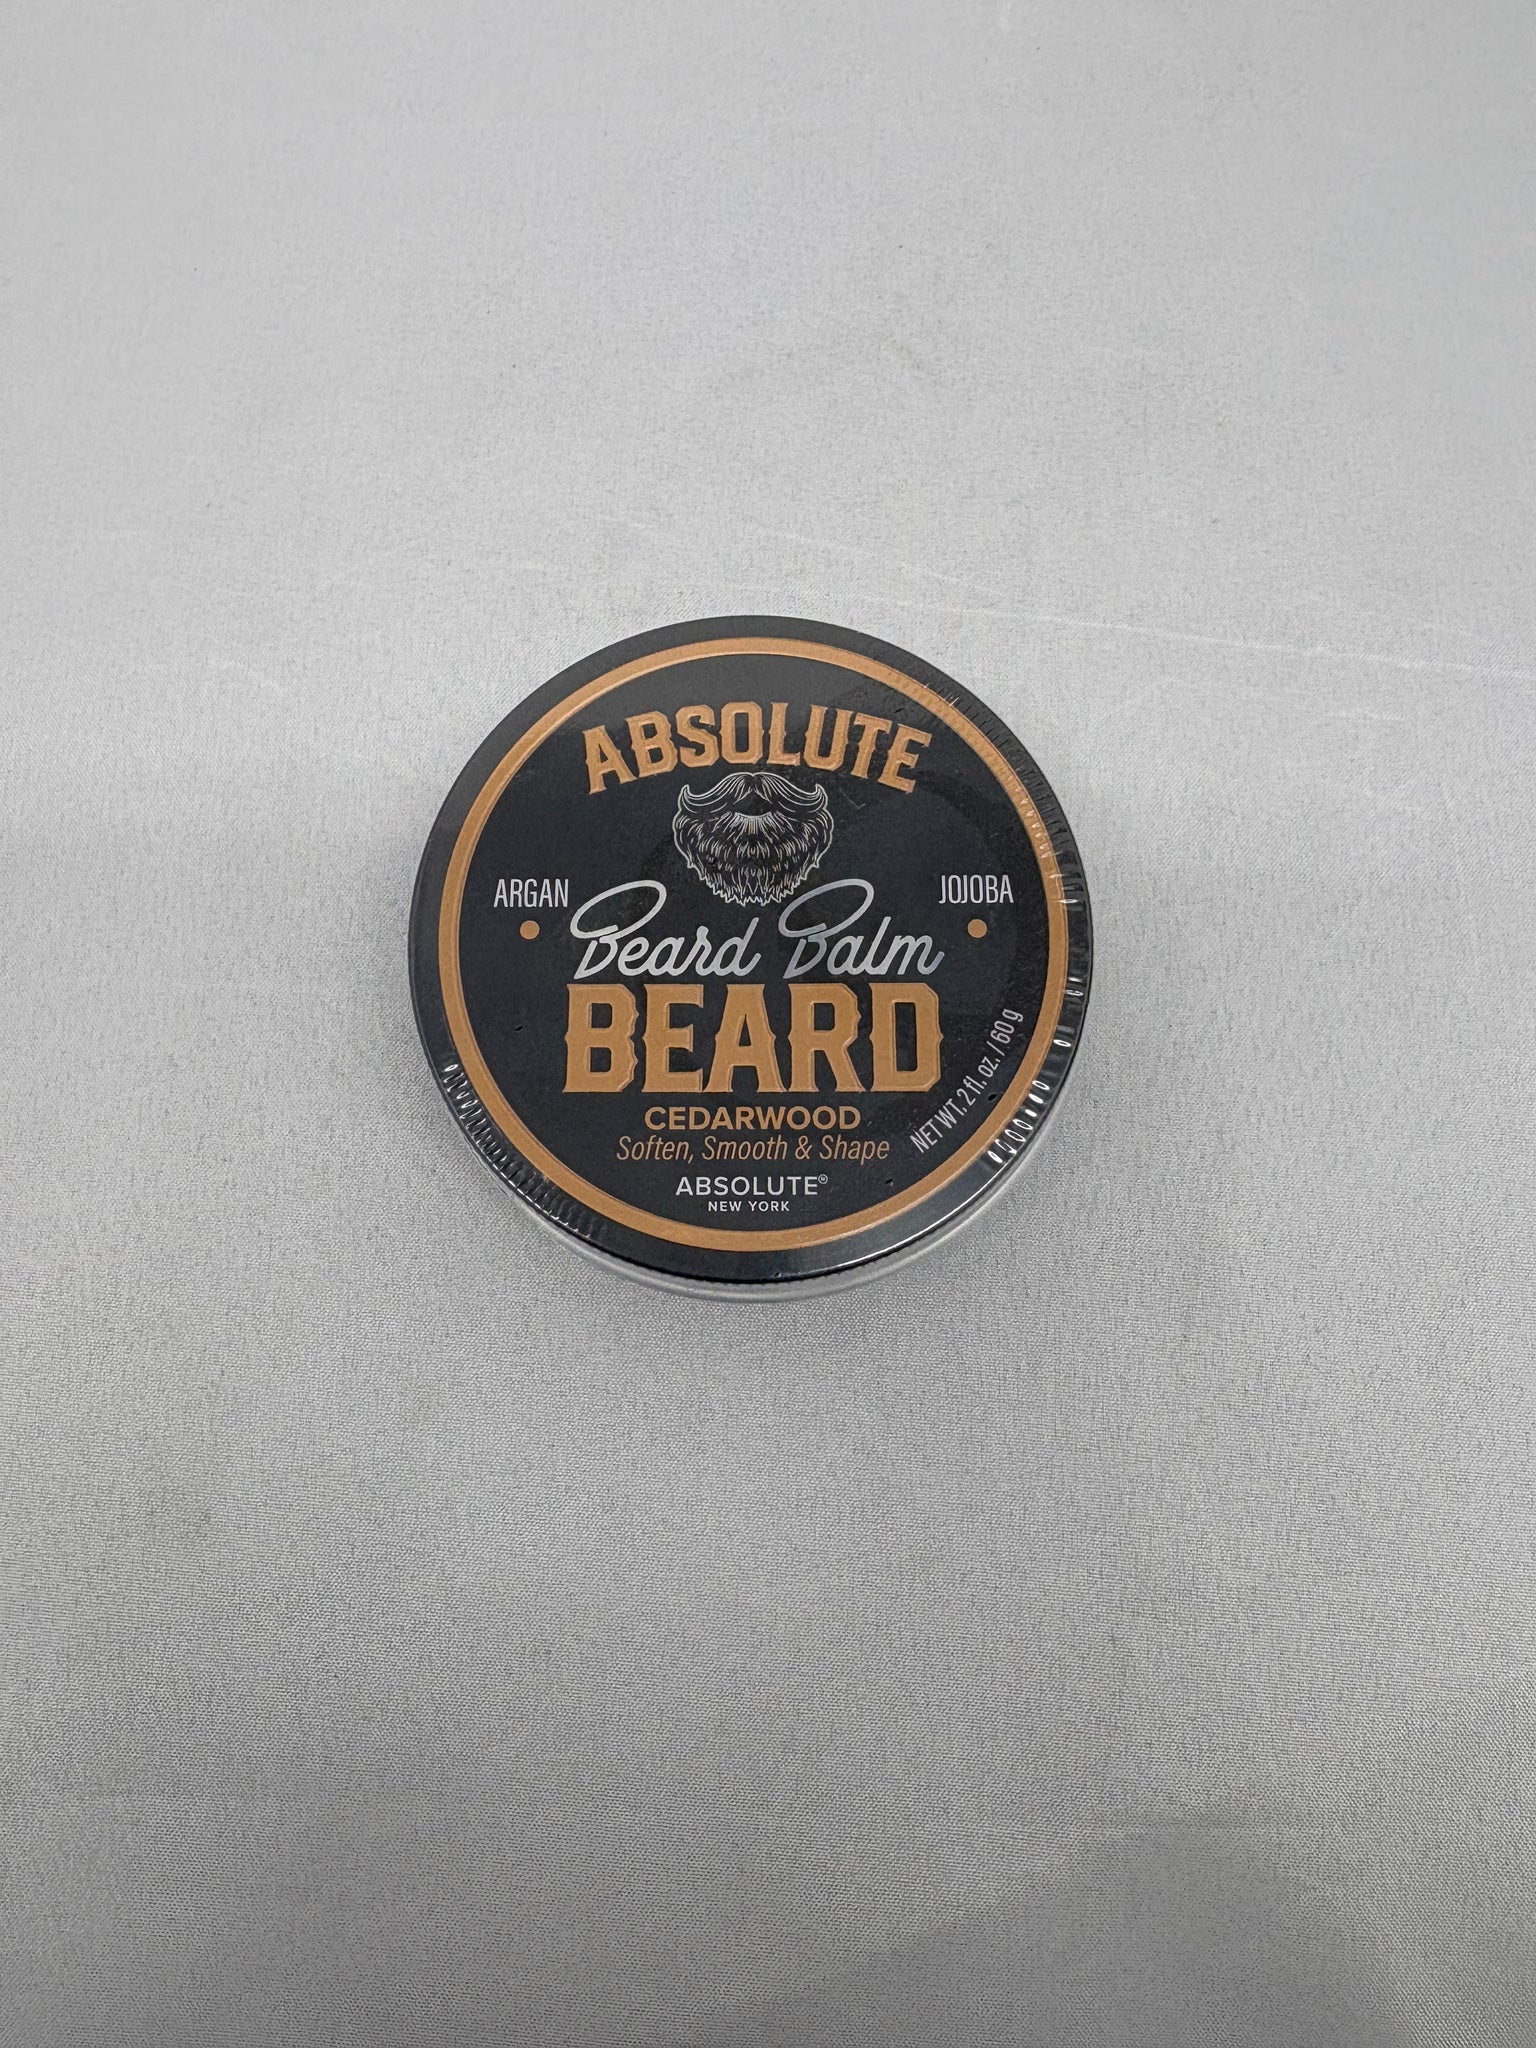 ABSOLUTE
ARGAN
JOJOBA
Beard Balm
BEARD
CEDARWOOD
Soften, Smooth & Shape
NET WT. 2 fl. oz. / 60 g
ABSOLUTE®
NEW YORK